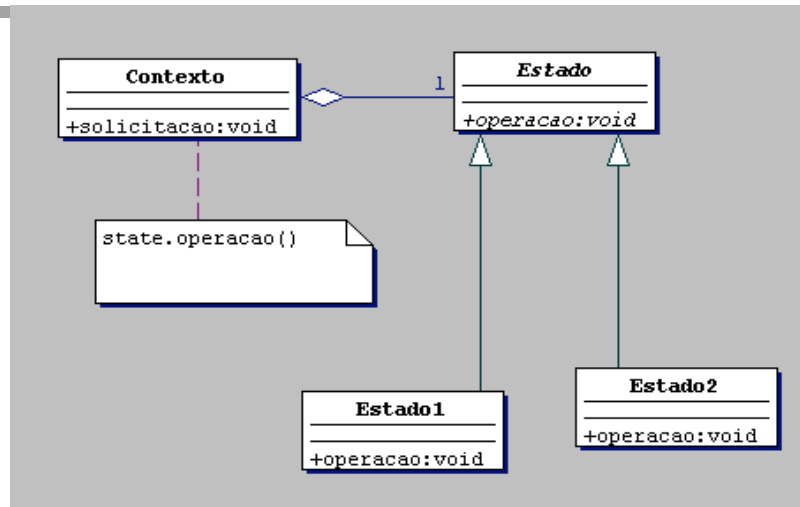 Contexto
+solicitacao:void
1
Estado
+operacao:void
state.operacao()
Estado1
+operacao:void
Estado2
+operacao:void